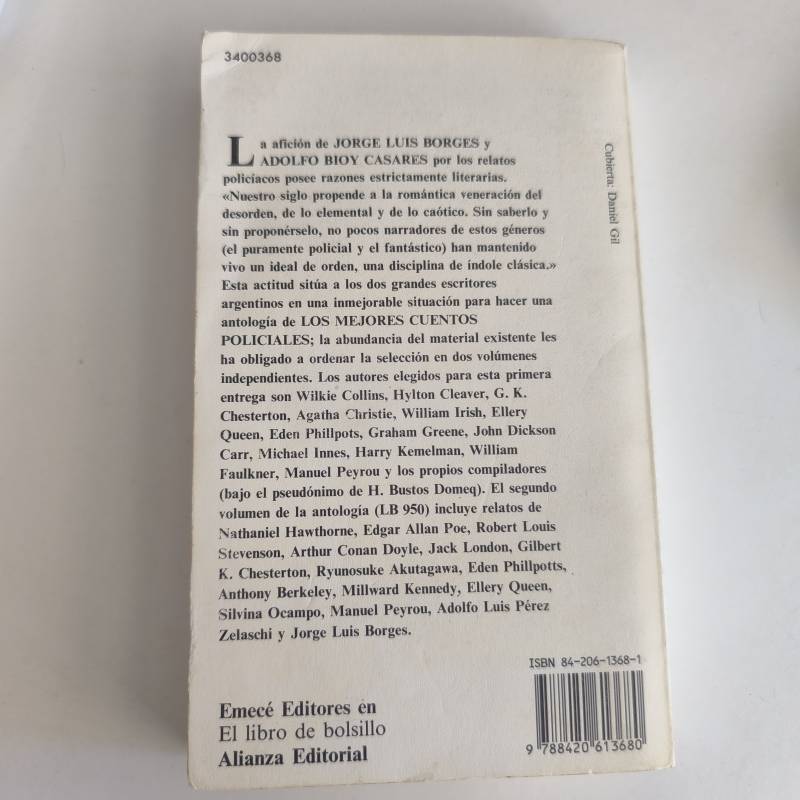 3400368
La afición de JORGE LUIS BORGES y
ADOLFO BIOY CASARES por los relatos
policíacos posee razones estrictamente literarias.
«Nuestro siglo propende a la romántica veneración del
desorden, de lo elemental y de lo caótico. Sin saberlo y
sin proponérselo, no pocos narradores de estos géneros
(el puramente policial y el fantástico) han mantenido
vivo un ideal de orden, una disciplina de índole clásica.»
Esta actitud sitúa a los dos grandes escritores
argentinos en una inmejorable situación para hacer una
antología de LOS MEJORES CUENTOS
POLICIALES; la abundancia del material existente les
ha obligado a ordenar la selección en dos volúmenes
independientes. Los autores elegidos para esta primera
entrega son Wilkie Collins, Hylton Cleaver, G. K.
Chesterton, Agatha Christie, William Irish, Ellery
Queen, Eden Phillpots, Graham Greene, John Dickson
Carr, Michael Innes, Harry Kemelman, William
Faulkner, Manuel Peyrou y los propios compiladores
(bajo el pseudónimo de H. Bustos Domeq). El segundo
volumen de la antología (LB 950) incluye relatos de
Nathaniel Hawthorne, Edgar Allan Poe, Robert Louis
Stevenson, Arthur Conan Doyle, Jack London, Gilbert
K. Chesterton, Ryunosuke Akutagawa, Eden Phillpotts,
Anthony Berkeley, Millward Kennedy, Ellery Queen,
Silvina Ocampo, Manuel Peyrou, Adolfo Luis Pérez
Zelaschi y Jorge Luis Borges.
Cubierta: Daniel Gil
ISBN 84-206-1368-1
9 788420 613680
Emecé Editores en
El libro de bolsillo
Alianza Editorial